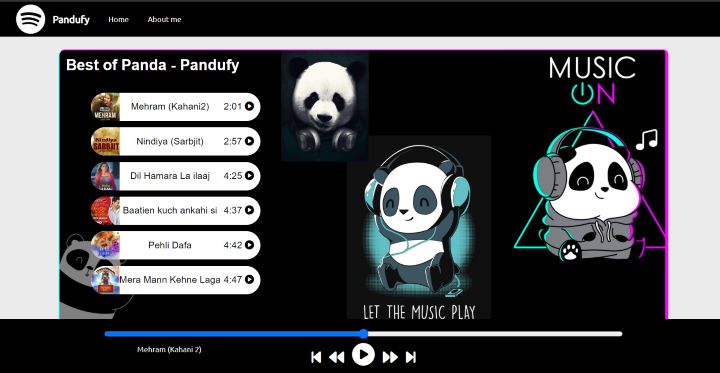 Pandufy Home About me
Best of Panda - Pandufy
Mehram (Kahani2) 2:01
Nindiya (Sarbjit) 2:57
Dil Hamara La ilaaj 4:25
Baatien kuch ankahi si 4:37
Pehli Dafa 4:42
Mera Mann Kehne Laga 4:47
MEHRAM
SARBJIT
MUSIC
ON
LET THE MUSIC PLAY
Mehram (Kahani 2)